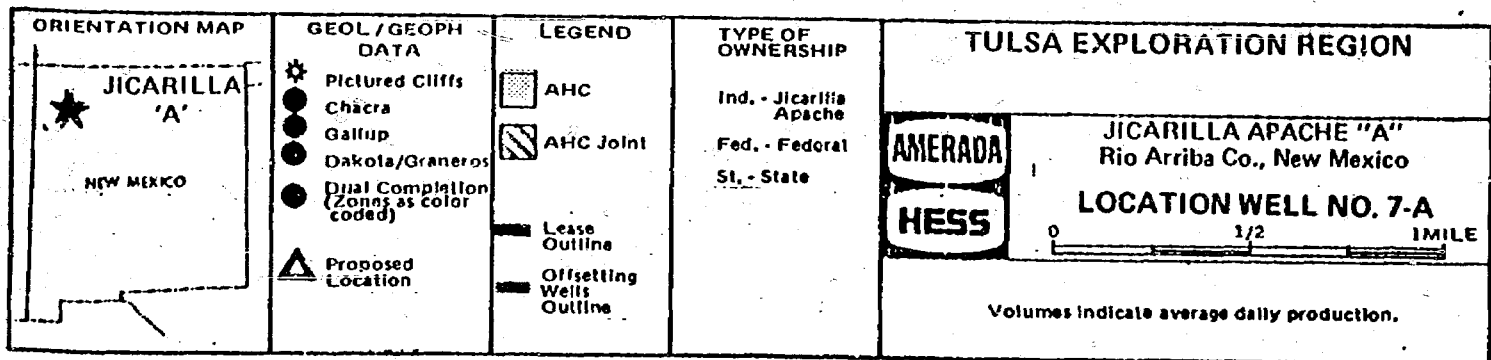 ORIENTATION MAP
JICARILLA
'A'
NEW MEXICO
GEOL/GEOPH
DATA
Pictured Cliffs
Chacra
Gallup
Dakota/Graneros
Dual Completion
(Zones as color
coded)
Proposed
Location
LEGEND
AHC
AHC Joint
Lease
Outline
Offsetting
Wells
Outline
TYPE OF
OWNERSHIP
Ind. - Jicarilla
Apache
Fed. - Federal
St. - State
TULSA EXPLORATION REGION
AMERADA
HESS
JICARILLA APACHE "A"
Rio Arriba Co., New Mexico
LOCATION WELL NO. 7-A
0 1/2 1MILE
Volumes indicate average daily production.